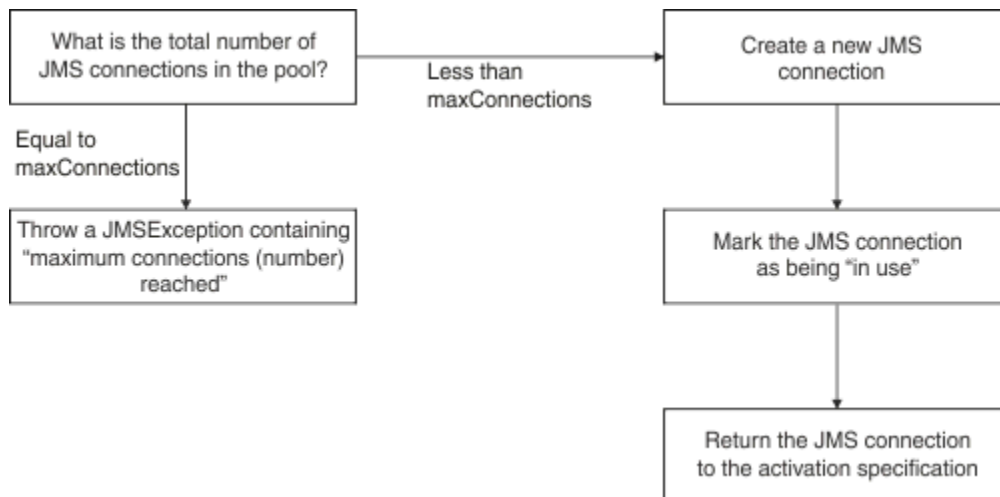 What is the total number of
JMS connections in the pool?
Less than
maxConnections
Create a new JMS
connection
Equal to
maxConnections
Throw a JMSException containing
“maximum connections (number)
reached”
Mark the JMS connection
as being “in use”
Return the JMS connection
to the activation specification